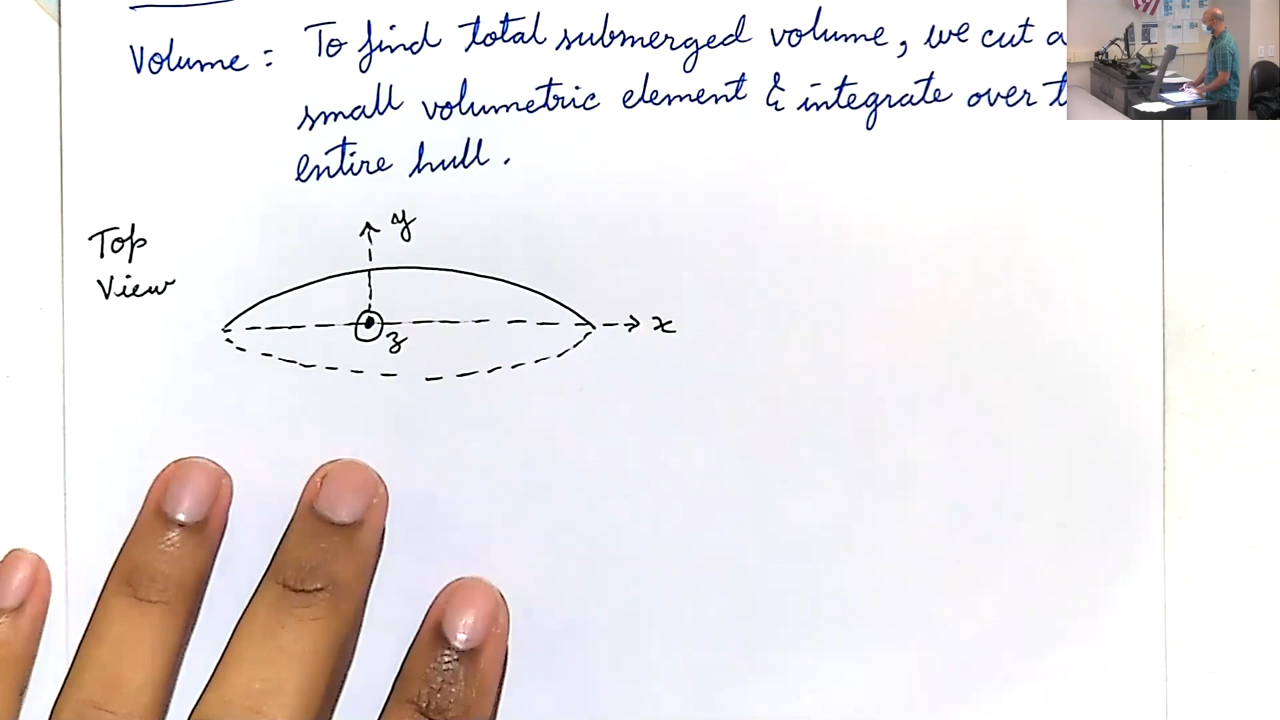 Volume : To find total submerged volume, we cut a
small volumetric element & integrate over
entire hull.
Top
View
y
x
z